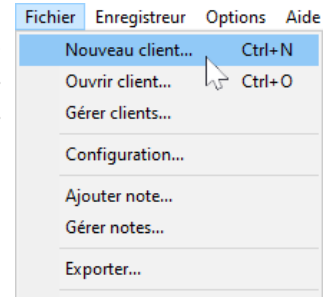 Fichier Enregistreur Options Aide
Nouveau client... Ctrl+N
Ouvrir client... Ctrl+O
Gérer clients...
Configuration...
Ajouter note...
Gérer notes...
Exporter...